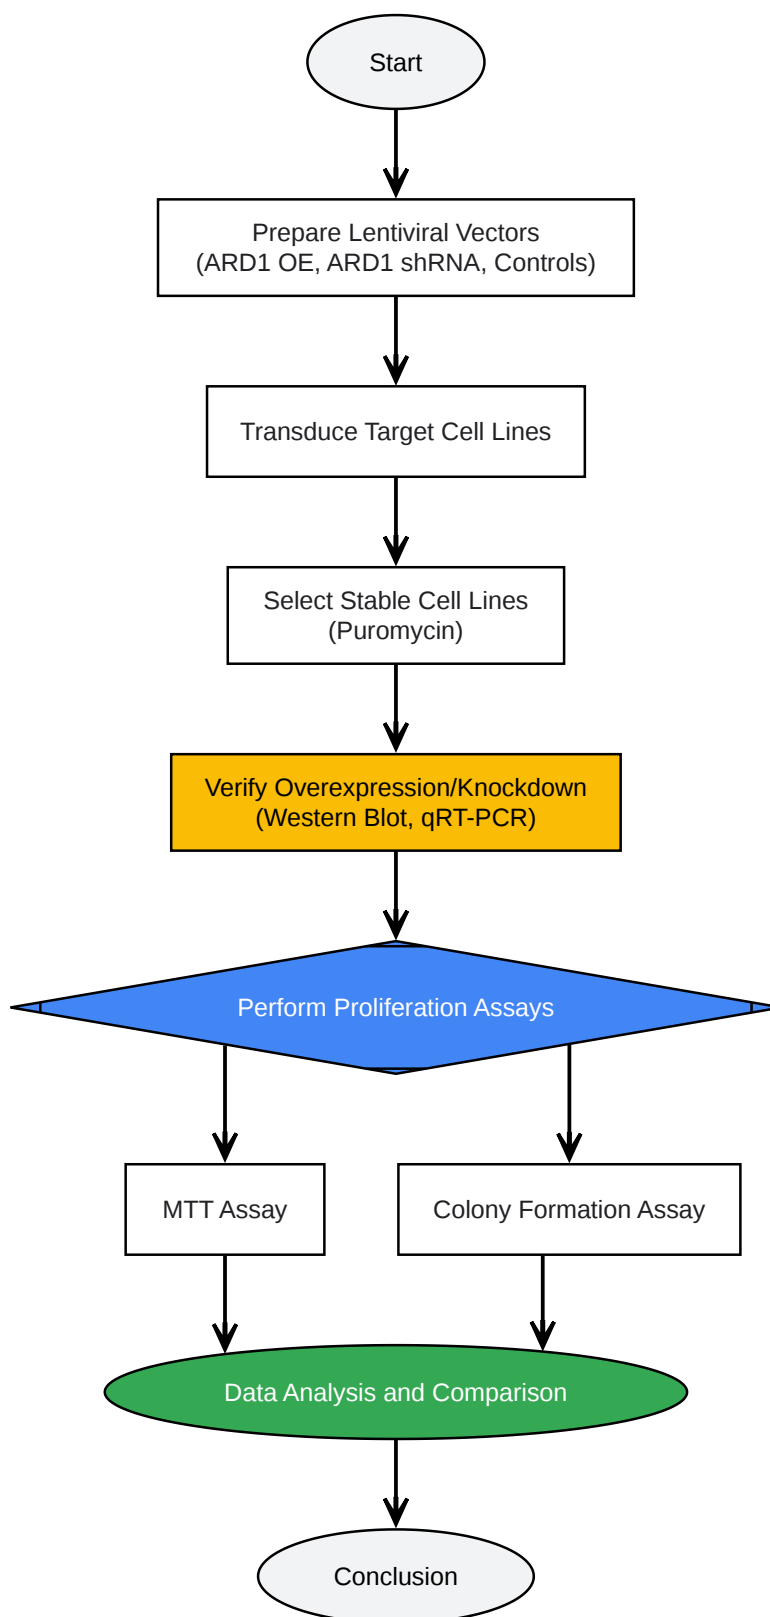 Start
Prepare Lentiviral Vectors
(ARD1 OE, ARD1 shRNA, Controls)
Transduce Target Cell Lines
Select Stable Cell Lines
(Puromycin)
Verify Overexpression/Knockdown
(Western Blot, qRT-PCR)
Perform Proliferation Assays
MTT Assay
Colony Formation Assay
Data Analysis and Comparison
Conclusion